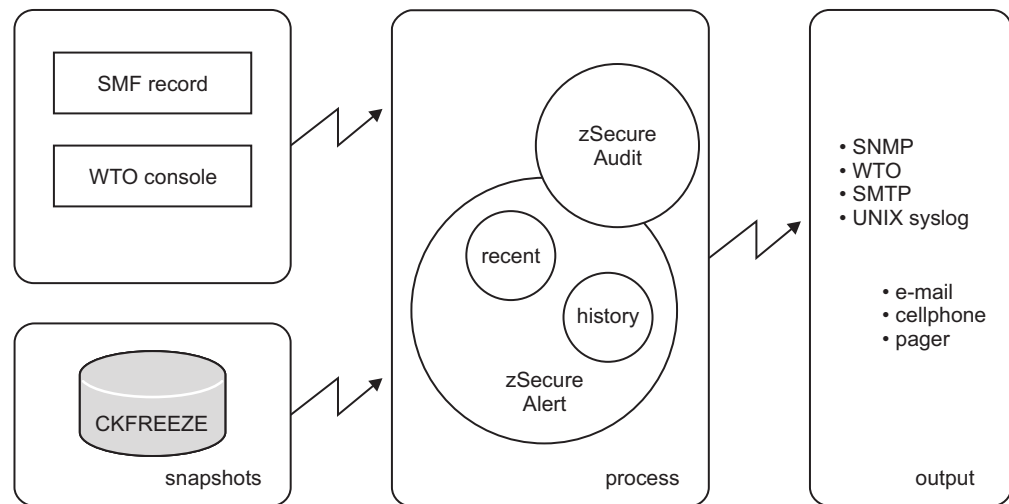 SMF record
WTO console
CKFREEZE
snapshots
zSecure
Audit
recent
history
zSecure
Alert
process
• SNMP
• WTO
• SMTP
• UNIX syslog
• e-mail
• cellphone
• pager
output